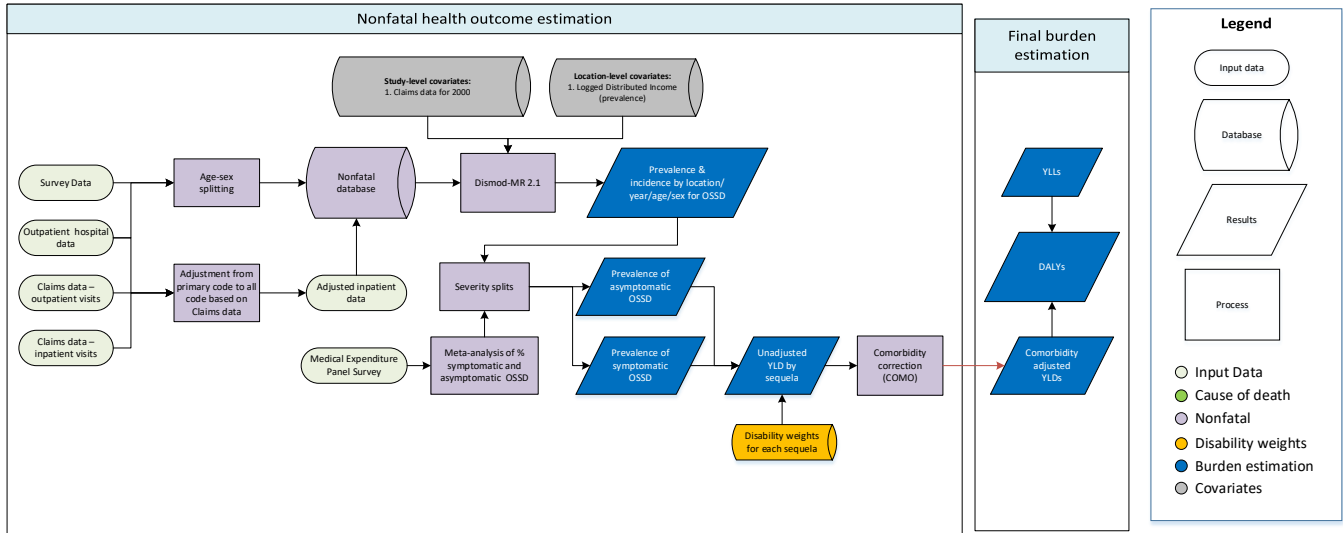 Nonfatal health outcome estimation
Study-level covariates:
1. Claims data for 2000
Location-level covariates:
1. Logged Distributed Income
(prevalence)
Survey Data
Age-sex
splitting
Nonfatal
database
Dismod-MR 2.1
Prevalence &
incidence by location/
year/age/sex for OSSD
Outpatient hospital
data
Claims data –
outpatient visits
Claims data –
inpatient visits
Adjustment from
primary code to all
code based on
Claims data
Adjusted inpatient
data
Severity splits
Prevalence of
asymptomatic
OSSD
Medical Expenditure
Panel Survey
Meta-analysis of %
symptomatic and
asymptomatic OSSD
Prevalence of
symptomatic
OSSD
Unadjusted
YLD by
sequela
Comorbidity
correction
(COMO)
Disability weights
for each sequela
Final burden
estimation
YLLs
DALYs
Comorbidity
adjusted
YLDs
Legend
Input data
Database
Results
Process
Input Data
Cause of death
Nonfatal
Disability weights
Burden estimation
Covariates